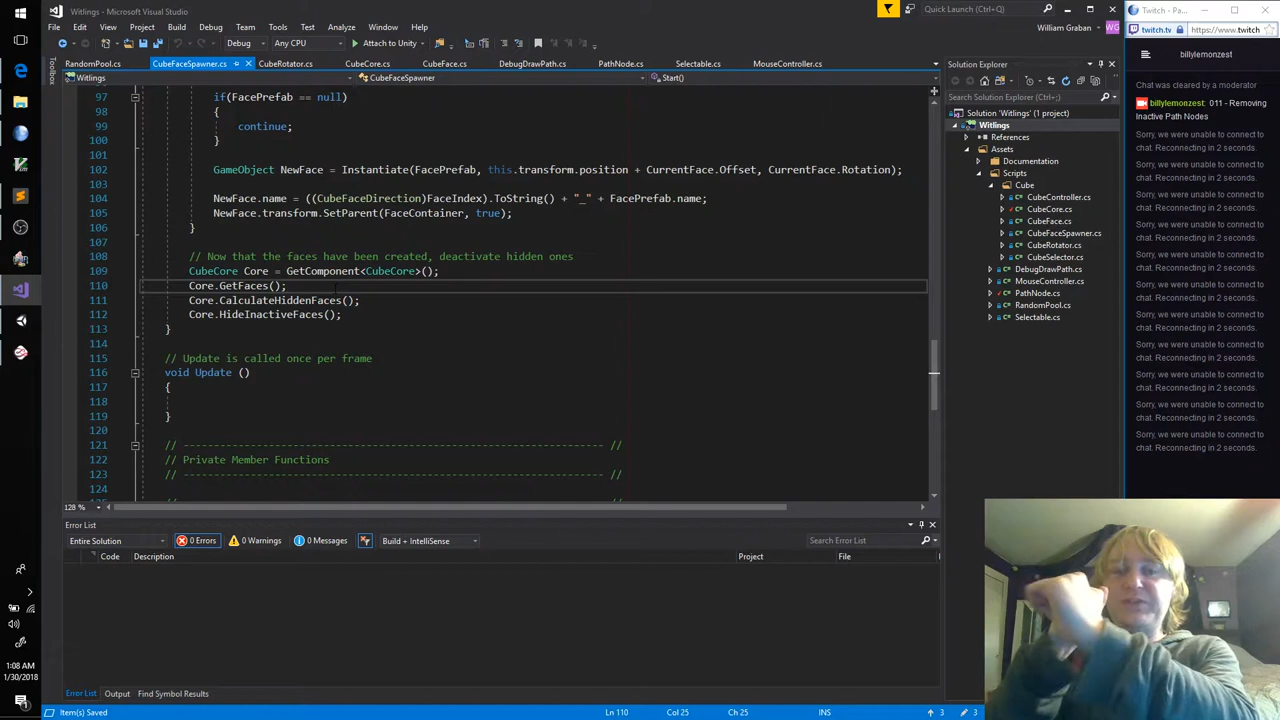 Witlings - Microsoft Visual Studio
Quick Launch (Ctrl+;)
File Edit View Project Build Debug Team Tools Test Analyze Window Help
William Graban WG
Debug Any CPU Attach to Unity
RandomPool.cs CubeFaceSpawner.cs CubeRotator.cs CubeCore.cs CubeFace.cs DebugDrawPath.cs PathNode.cs Selectable.cs MouseController.cs
Witlings CubeFaceSpawner Start()
Toolbox
97 if(FacePrefab == null)
98 {
99 continue;
100 }
101
102 GameObject NewFace = Instantiate(FacePrefab, this.transform.position + CurrentFace.Offset, CurrentFace.Rotation);
103
104 NewFace.name = ((CubeFaceDirection)FaceIndex).ToString() + "_" + FacePrefab.name;
105 NewFace.transform.SetParent(FaceContainer, true);
106 }
107
108 // Now that the faces have been created, deactivate hidden ones
109 CubeCore Core = GetComponent<CubeCore>();
110 Core.GetFaces();
111 Core.CalculateHiddenFaces();
112 Core.HideInactiveFaces();
113 }
114
115 // Update is called once per frame
116 void Update ()
117 {
118
119 }
120
121 // --------------------------------------------------------------------- //
122 // Private Member Functions
123 // --------------------------------------------------------------------- //
124
128 %
Error List
Entire Solution 0 Errors 0 Warnings 0 Messages Build + IntelliSense Search Error List
Code Description Project File
Error List Output Find Symbol Results
Item(s) Saved Ln 110 Col 25 Ch 25 INS 3 3
1:08 AM
1/30/2018
Solution Explorer
Search Solution Explorer (Ctrl+;)
Solution 'Witlings' (1 project)
Witlings
References
Assets
Documentation
Scripts
Cube
CubeController.cs
CubeCore.cs
CubeFace.cs
CubeFaceSpawner.cs
CubeRotator.cs
CubeSelector.cs
DebugDrawPath.cs
MouseController.cs
PathNode.cs
RandomPool.cs
Selectable.cs
Twitch - Pa...
twitch.tv https://www.twitch
billylemonzest
Chat was cleared by a moderator
billylemonzest: 011 - Removing
Inactive Path Nodes
Sorry, we were unable to connect to
chat. Reconnecting in 2 seconds.
Sorry, we were unable to connect to
chat. Reconnecting in 2 seconds.
Sorry, we were unable to connect to
chat. Reconnecting in 2 seconds.
Sorry, we were unable to connect to
chat. Reconnecting in 2 seconds.
Sorry, we were unable to connect to
chat. Reconnecting in 2 seconds.
Sorry, we were unable to connect to
chat. Reconnecting in 2 seconds.
Sorry, we were unable to connect to
chat. Reconnecting in 2 seconds.
Sorry, we were unable to connect to
chat. Reconnecting in 2 seconds.
Sorry, we were unable to connect to
chat. Reconnecting in 2 seconds.
Sorry, we were unable to connect to
chat. Reconnecting in 2 seconds.
Sorry, we were unable to connect to
chat. Reconnecting in 2 seconds.